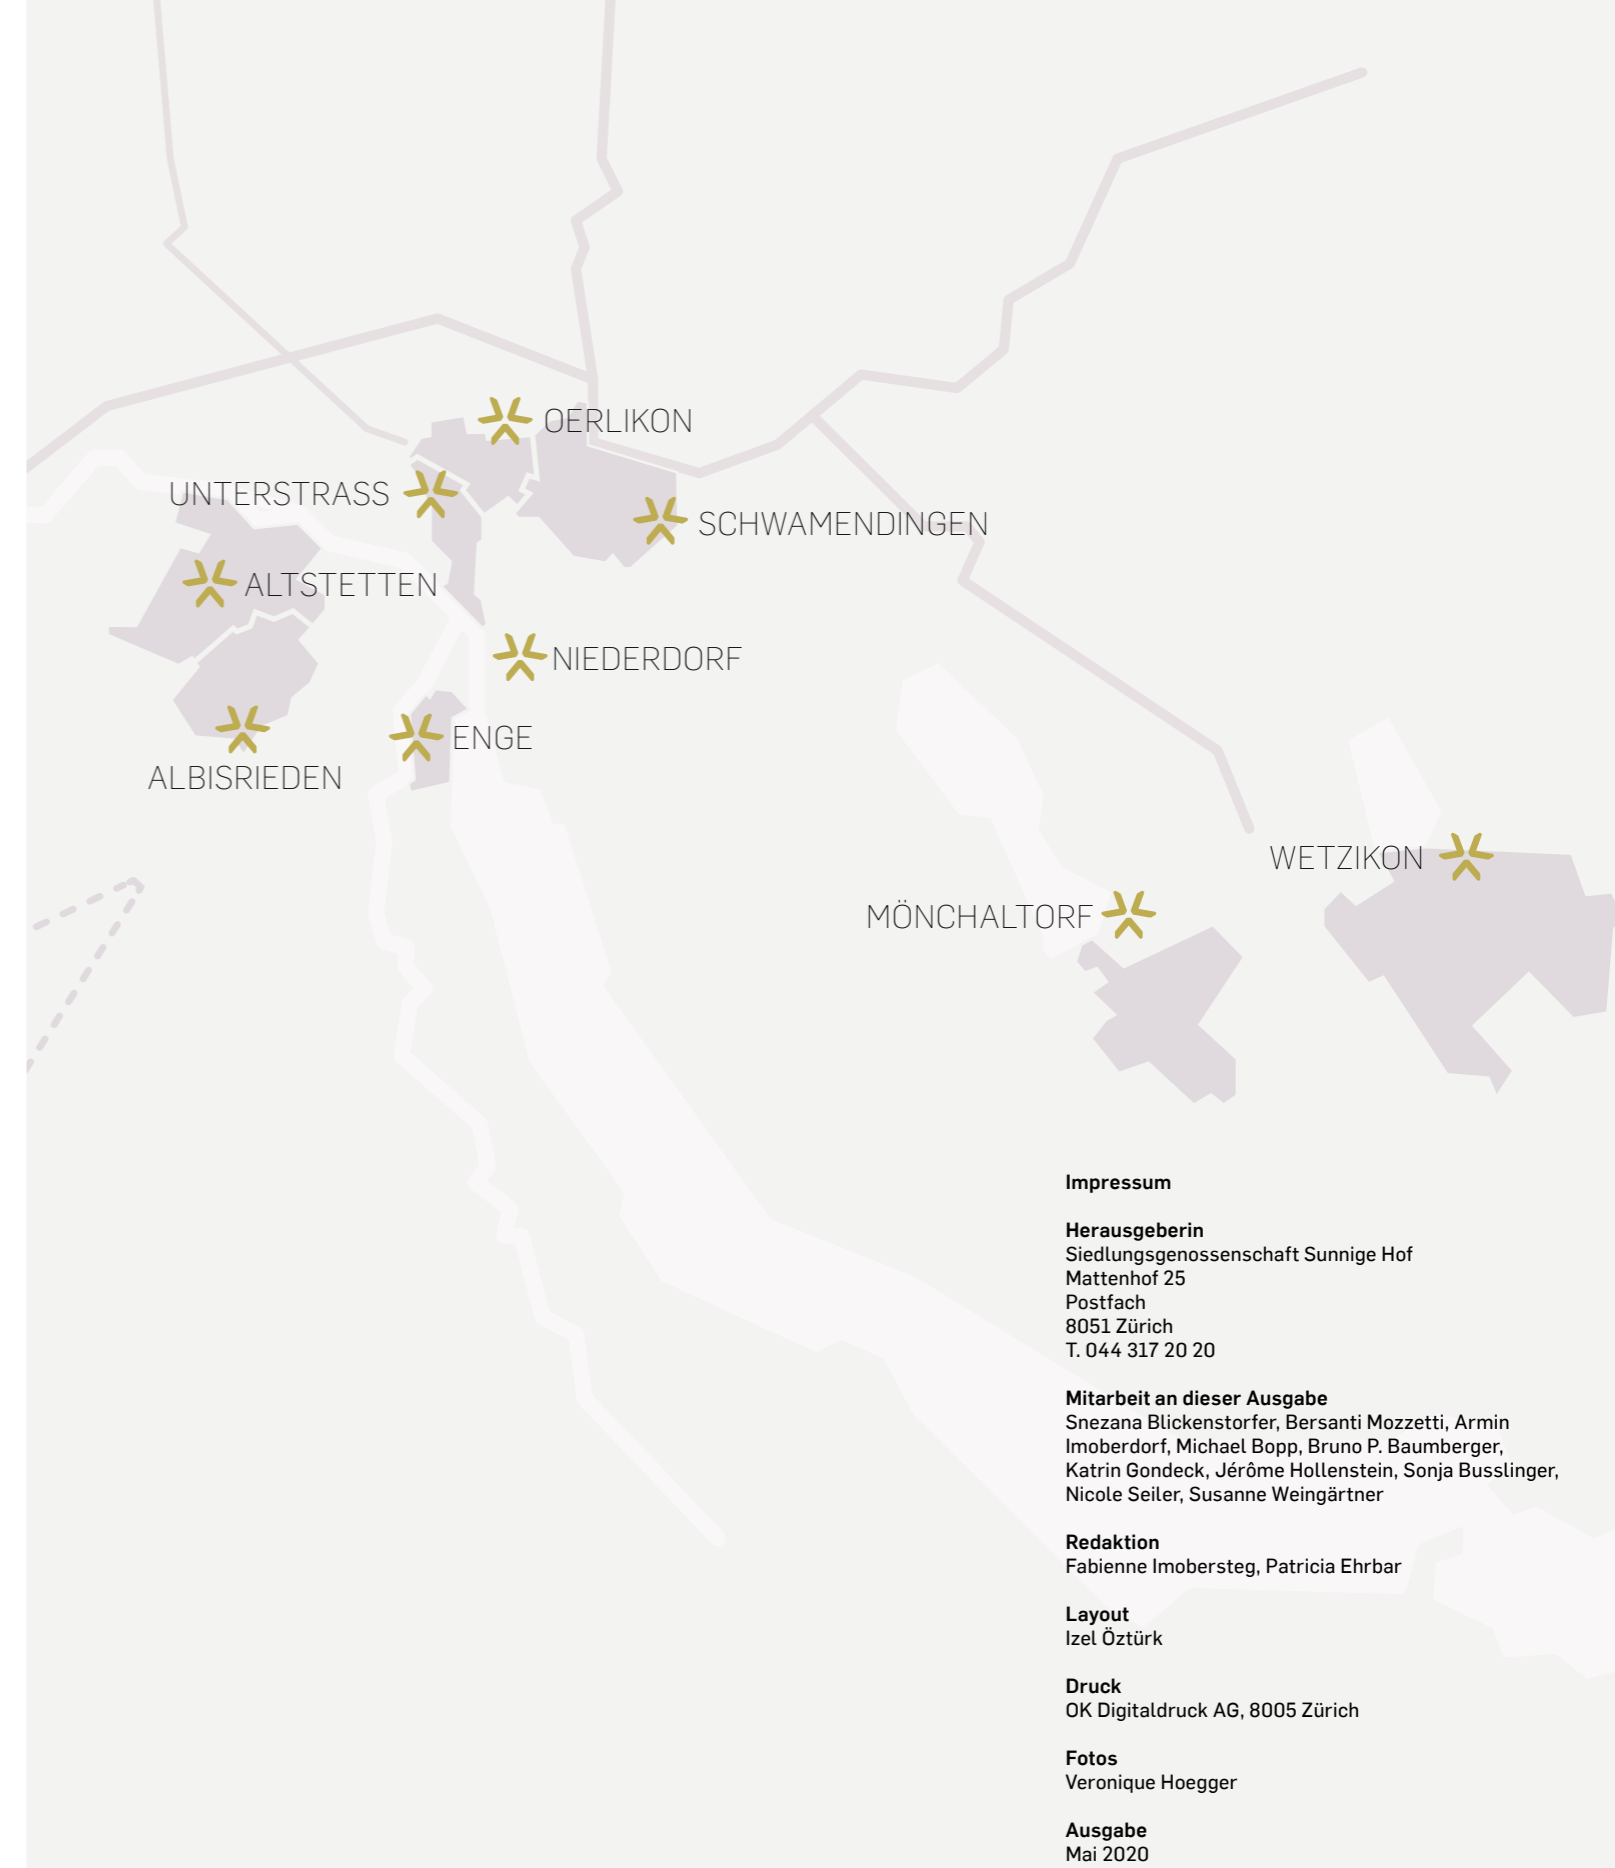 OERLIKON
UNTERSTRASS
SCHWAMENDINGEN
ALTSTETTEN
NIEDERDORF
ENGE
ALBISRIEDEN
WETZIKON
MÖNCHALTORF
Impressum
Herausgeberin
Siedlungsgenossenschaft Sunnige Hof
Mattenhof 25
Postfach
8051 Zürich
T. 044 317 20 20
Mitarbeit an dieser Ausgabe
Snezana Blickenstorfer, Bersanti Mozzetti, Armin
Imoberdorf, Michael Bopp, Bruno P. Baumberger,
Katrin Gondeck, Jérôme Hollenstein, Sonja Busslinger,
Nicole Seiler, Susanne Weingärtner
Redaktion
Fabienne Imobersteg, Patricia Ehrbar
Layout
Izel Öztürk
Druck
OK Digitaldruck AG, 8005 Zürich
Fotos
Veronique Hoegger
Ausgabe
Mai 2020